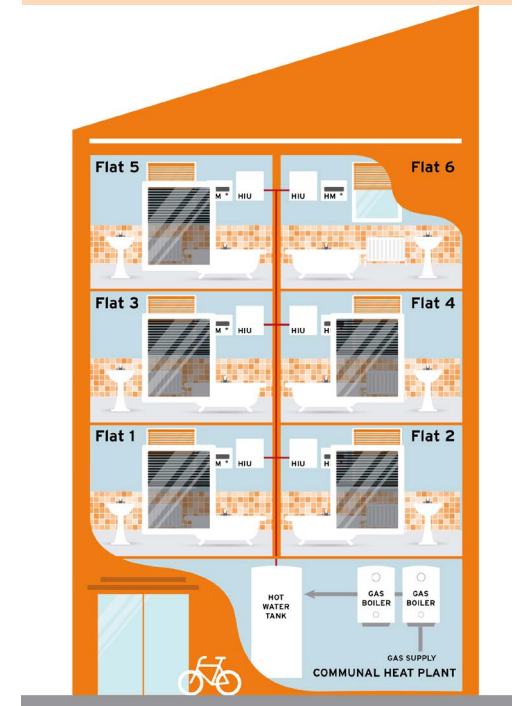 Flat 5
Flat 6
HIU
HIU
HM
Flat 3
Flat 4
HIU
HIU
Flat 1
Flat 2
HIU
HIU
HOT
WATER
TANK
GAS
BOILER
GAS
BOILER
GAS SUPPLY
COMMUNAL HEAT PLANT